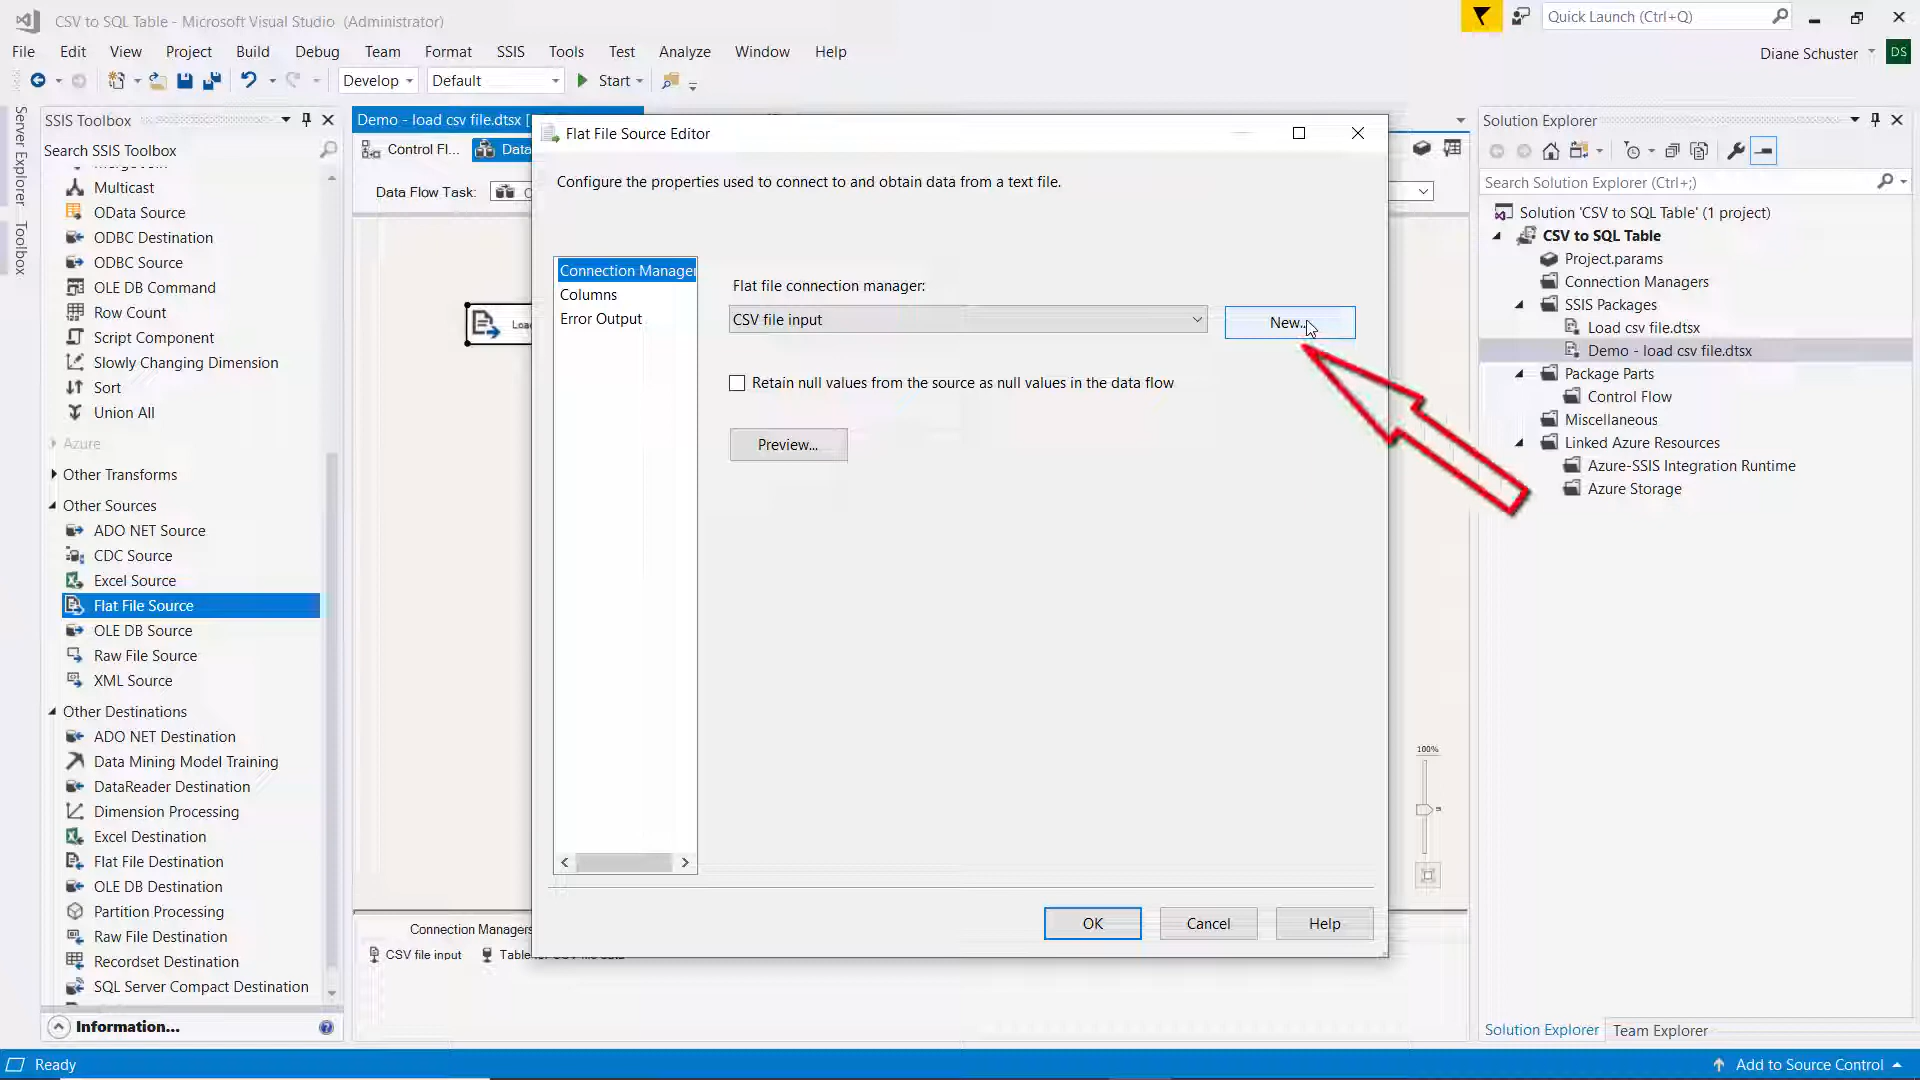 CSV to SQL Table - Microsoft Visual Studio (Administrator)
Quick Launch (Ctrl+Q)
File Edit View Project Build Debug Team Format SSIS Tools Test Analyze Window Help
Diane Schuster DS
Develop Default Start
Server Explorer
Toolbox
SSIS Toolbox
Search SSIS Toolbox
Multicast
OData Source
ODBC Destination
ODBC Source
OLE DB Command
Row Count
Script Component
Slowly Changing Dimension
Sort
Union All
Azure
Other Transforms
Other Sources
ADO NET Source
CDC Source
Excel Source
Flat File Source
OLE DB Source
Raw File Source
XML Source
Other Destinations
ADO NET Destination
Data Mining Model Training
DataReader Destination
Dimension Processing
Excel Destination
Flat File Destination
OLE DB Destination
Partition Processing
Raw File Destination
Recordset Destination
SQL Server Compact Destination
Information...
Demo - load csv file.dtsx [
Control Fl...
Data
Data Flow Task:
Loa
Flat File Source Editor
Configure the properties used to connect to and obtain data from a text file.
Connection Manager
Columns
Error Output
Flat file connection manager:
CSV file input
New...
Retain null values from the source as null values in the data flow
Preview...
OK Cancel Help
100%
Connection Managers
CSV file input
Solution Explorer
Search Solution Explorer (Ctrl+;)
Solution 'CSV to SQL Table' (1 project)
CSV to SQL Table
Project.params
Connection Managers
SSIS Packages
Load csv file.dtsx
Demo - load csv file.dtsx
Package Parts
Control Flow
Miscellaneous
Linked Azure Resources
Azure-SSIS Integration Runtime
Azure Storage
Solution Explorer Team Explorer
Ready
Add to Source Control